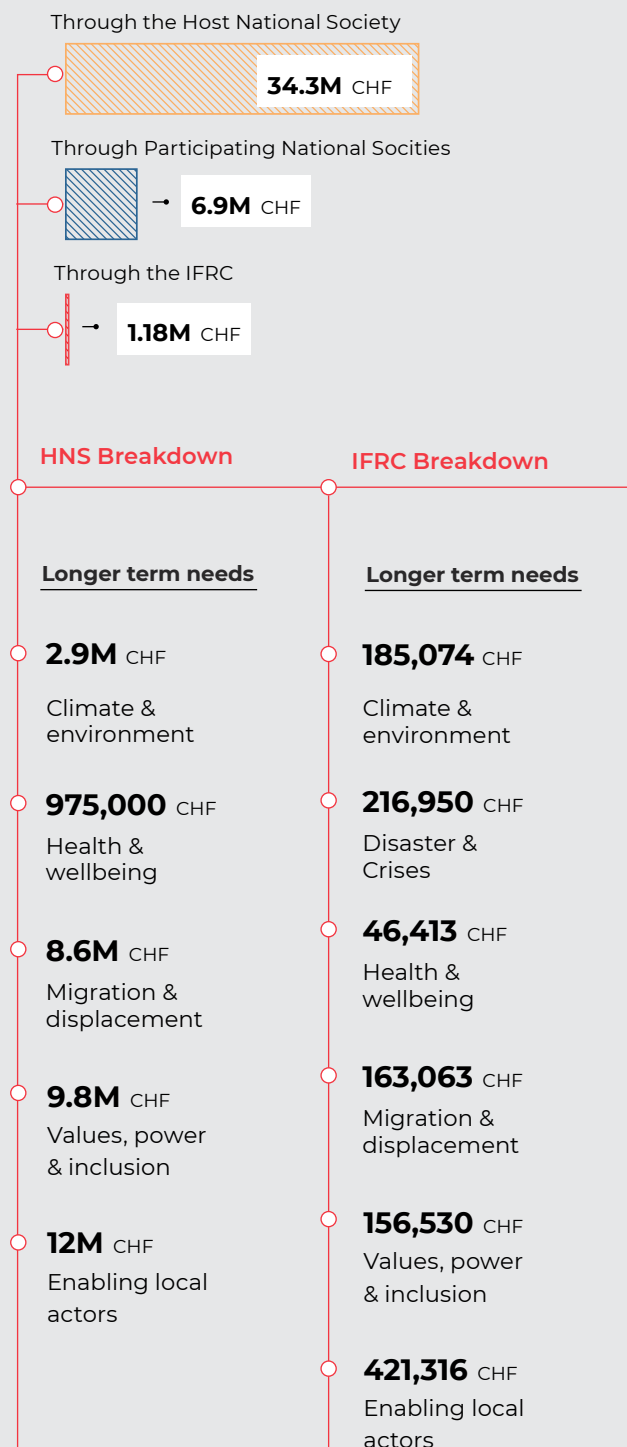 Through the Host National Society
34.3M CHF
Through Participating National Socities
6.9M CHF
Through the IFRC
1.18M CHF
HNS Breakdown
Longer term needs
2.9M CHF
Climate &
environment
975,000 CHF
Health &
wellbeing
8.6M CHF
Migration &
displacement
9.8M CHF
Values, power
& inclusion
12M CHF
Enabling local
actors
IFRC Breakdown
Longer term needs
185,074 CHF
Climate &
environment
216,950 CHF
Disaster &
Crises
46,413 CHF
Health &
wellbeing
163,063 CHF
Migration &
displacement
156,530 CHF
Values, power
& inclusion
421,316 CHF
Enabling local
actors